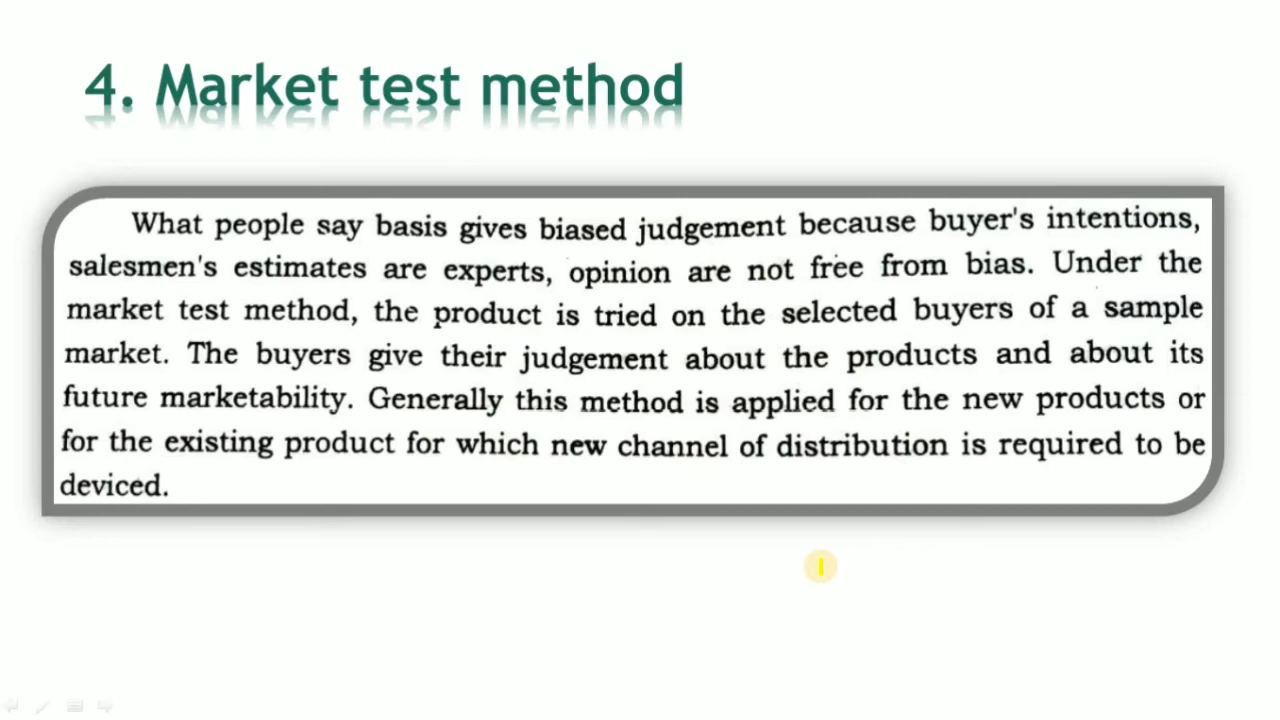 4. Market test method
What people say basis gives biased judgement because buyer's intentions,
salesmen's estimates are experts, opinion are not free from bias. Under the
market test method, the product is tried on the selected buyers of a sample
market. The buyers give their judgement about the products and about its
future marketability. Generally this method is applied for the new products or
for the existing product for which new channel of distribution is required to be
deviced.